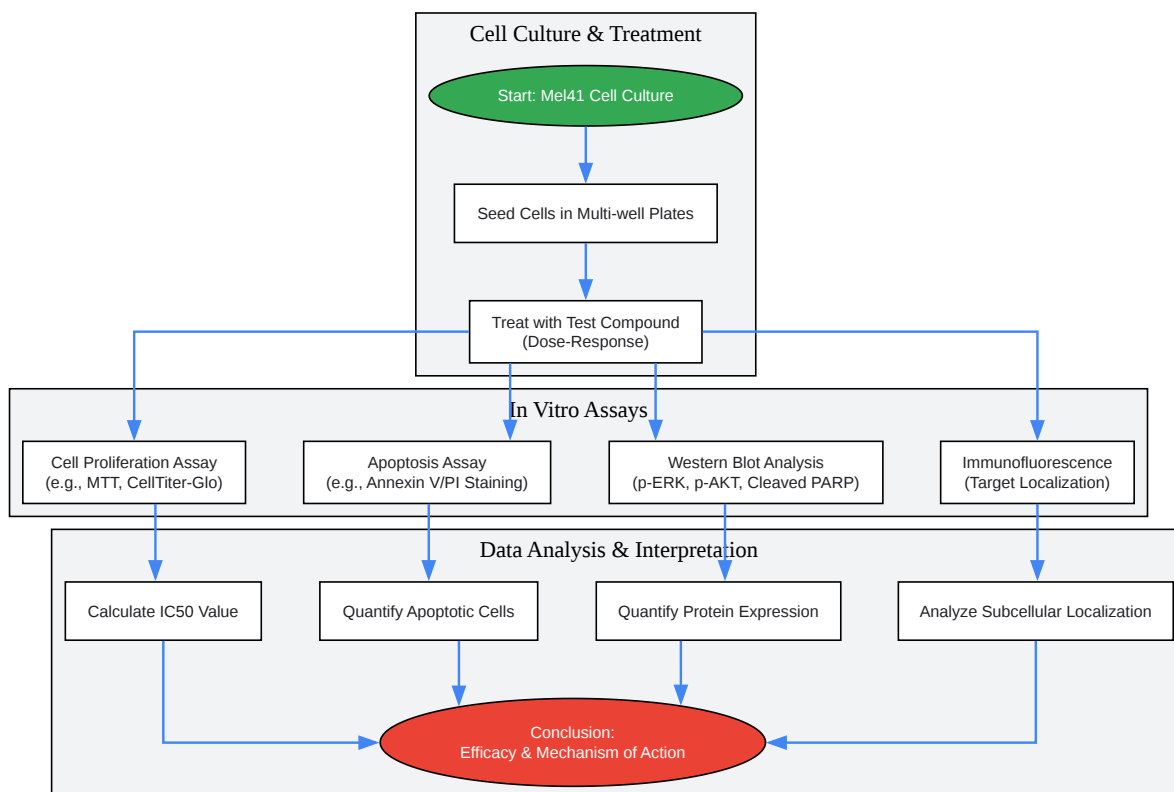 Cell Culture & Treatment
Start: Mel41 Cell Culture
Seed Cells in Multi-well Plates
Treat with Test Compound
(Dose-Response)
In Vitro Assays
Cell Proliferation Assay
(e.g., MTT, CellTiter-Glo)
Apoptosis Assay
(e.g., Annexin V/PI Staining)
Western Blot Analysis
(p-ERK, p-AKT, Cleaved PARP)
Immunofluorescence
(Target Localization)
Data Analysis & Interpretation
Calculate IC50 Value
Quantify Apoptotic Cells
Quantify Protein Expression
Analyze Subcellular Localization
Conclusion:
Efficacy & Mechanism of Action